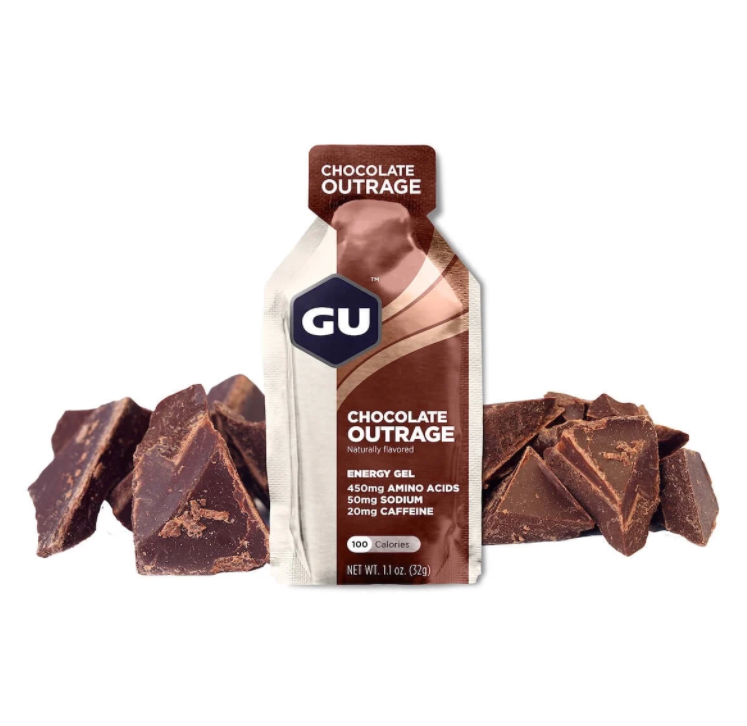 CHOCOLATE
OUTRAGE
™
GU
CHOCOLATE
OUTRAGE
Naturally flavored
ENERGY GEL
450mg AMINO ACIDS
50mg SODIUM
20mg CAFFEINE
100 Calories
NET WT. 1.1 oz. (32g)